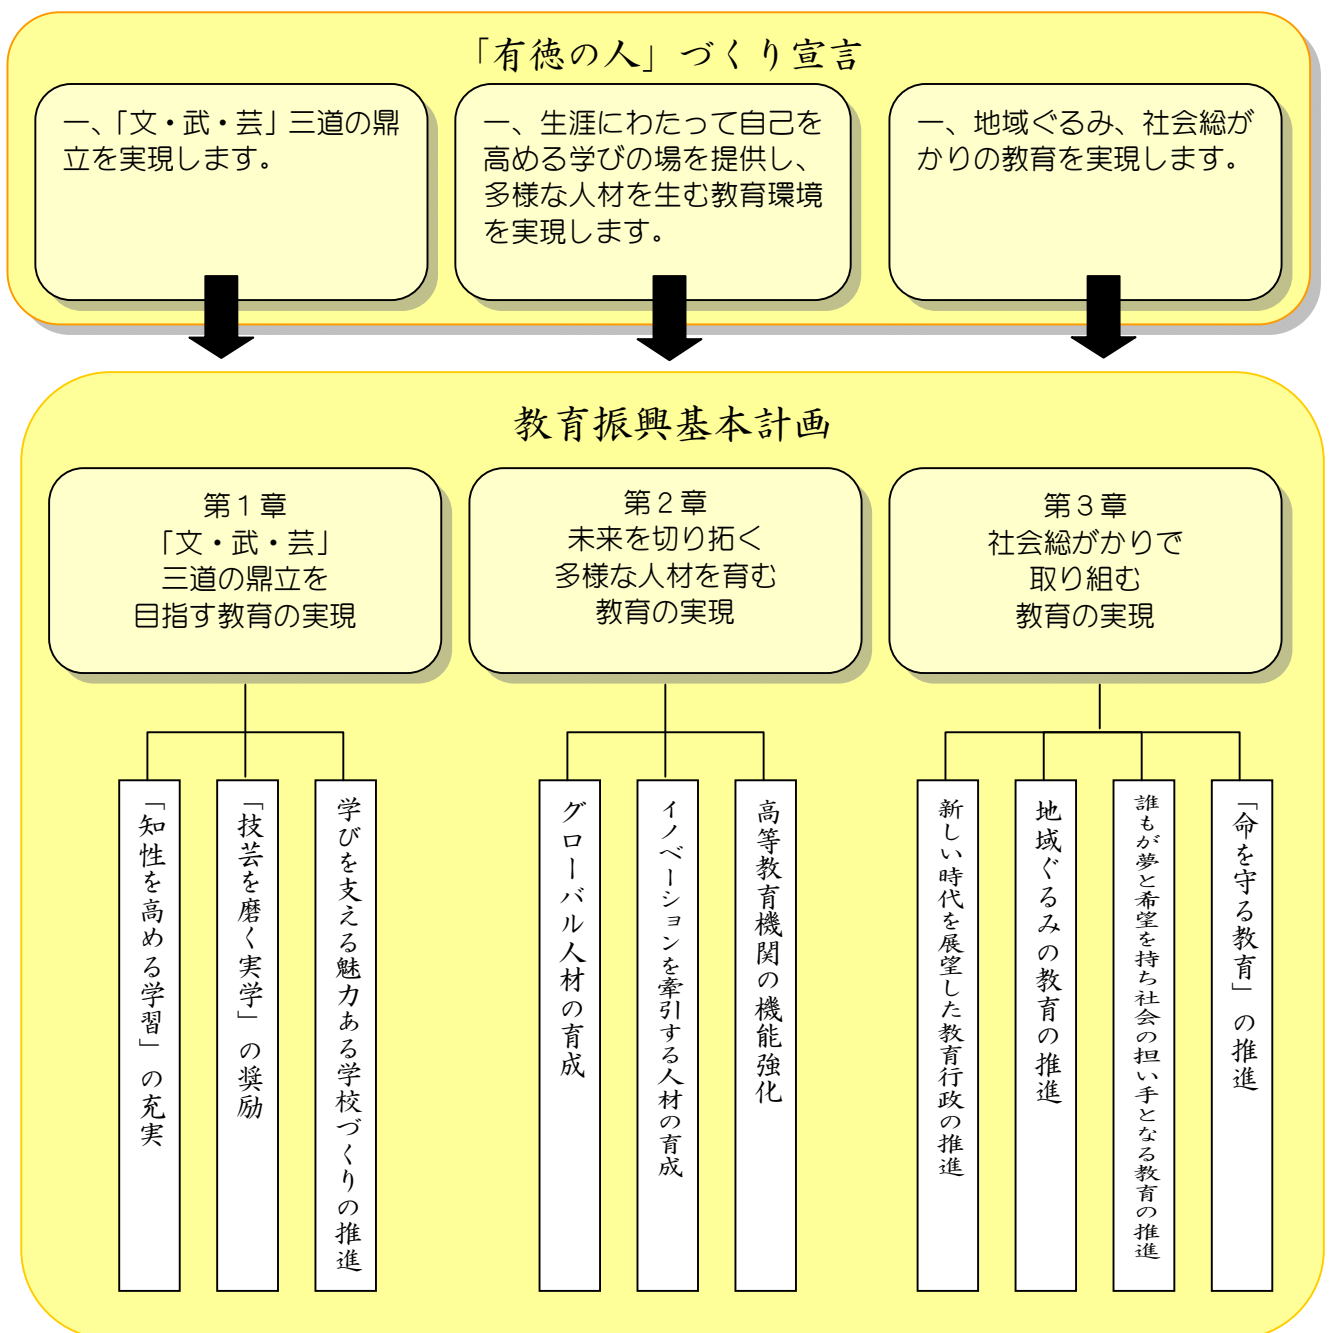 「有徳の人」づくり宣言
一、「文・武・芸」三道の鼎
立を実現します。
一、生涯にわたって自己を
高める学びの場を提供し、
多様な人材を生む教育環境
を実現します。
一、地域ぐるみ、社会総が
かりの教育を実現します。
教育振興基本計画
第１章
「文・武・芸」
三道の鼎立を
目指す教育の実現
第２章
未来を切り拓く
多様な人材を育む
教育の実現
第３章
社会総がかりで
取り組む
教育の実現
「知性を高める学習」の充実
「技芸を磨く実学」の奨励
学びを支える魅力ある学校づくりの推進
グローバル人材の育成
イノベーションを牽引する人材の育成
高等教育機関の機能強化
新しい時代を展望した教育行政の推進
地域ぐるみの教育の推進
誰もが夢と希望を持ち社会の担い手となる教育の推進
「命を守る教育」の推進